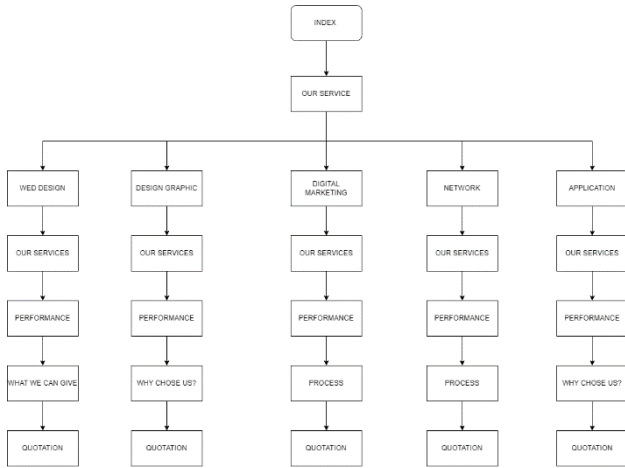 INDEX
OUR SERVICE
WED DESIGN
DESIGN GRAPHIC
DIGITAL
MARKETING
NETWORK
APPLICATION
OUR SERVICES
OUR SERVICES
OUR SERVICES
OUR SERVICES
OUR SERVICES
PERFORMANCE
PERFORMANCE
PERFORMANCE
PERFORMANCE
PERFORMANCE
WHAT WE CAN GIVE
WHY CHOSE US?
PROCESS
PROCESS
WHY CHOSE US?
QUOTATION
QUOTATION
QUOTATION
QUOTATION
QUOTATION